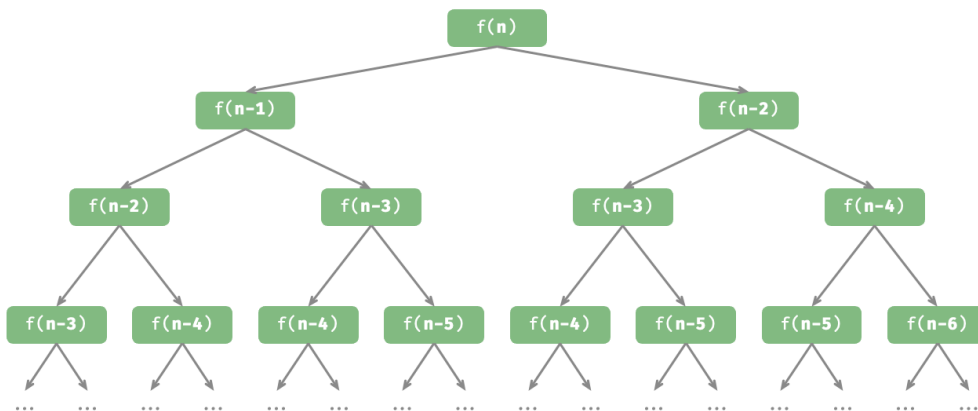 f(n)
f(n-1) f(n-2)
f(n-2) f(n-3) f(n-3) f(n-4)
f(n-3) f(n-4) f(n-4) f(n-5) f(n-4) f(n-5) f(n-5) f(n-6)
... ... ... ... ... ... ... ... ... ... ... ... ... ... ... ...